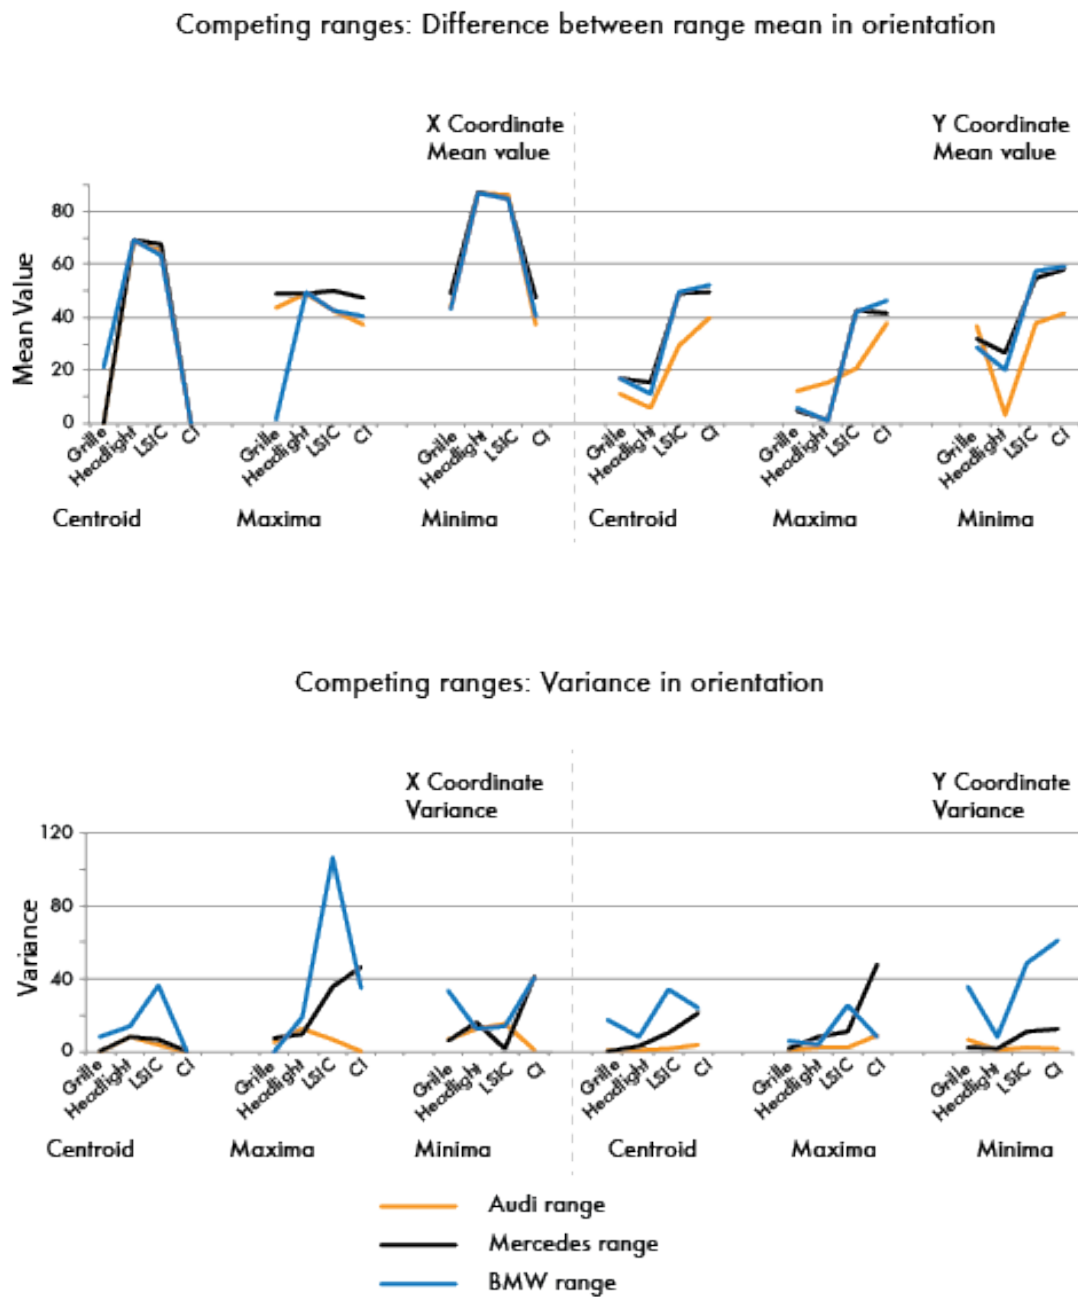 Competing ranges: Difference between range mean in orientation
X Coordinate
Mean value
Y Coordinate
Mean value
Mean Value
80
60
40
20
0
Grille
Headlight
LSIC
CI
Grille
Headlight
LSIC
CI
Grille
Headlight
LSIC
CI
Grille
Headlight
LSIC
CI
Grille
Headlight
LSIC
CI
Grille
Headlight
LSIC
CI
Centroid
Maxima
Minima
Centroid
Maxima
Minima
Competing ranges: Variance in orientation
X Coordinate
Variance
Y Coordinate
Variance
Variance
120
80
40
0
Grille
Headlight
LSIC
CI
Grille
Headlight
LSIC
CI
Grille
Headlight
LSIC
CI
Grille
Headlight
LSIC
CI
Grille
Headlight
LSIC
CI
Grille
Headlight
LSIC
CI
Centroid
Maxima
Minima
Centroid
Maxima
Minima
Audi range
Mercedes range
BMW range